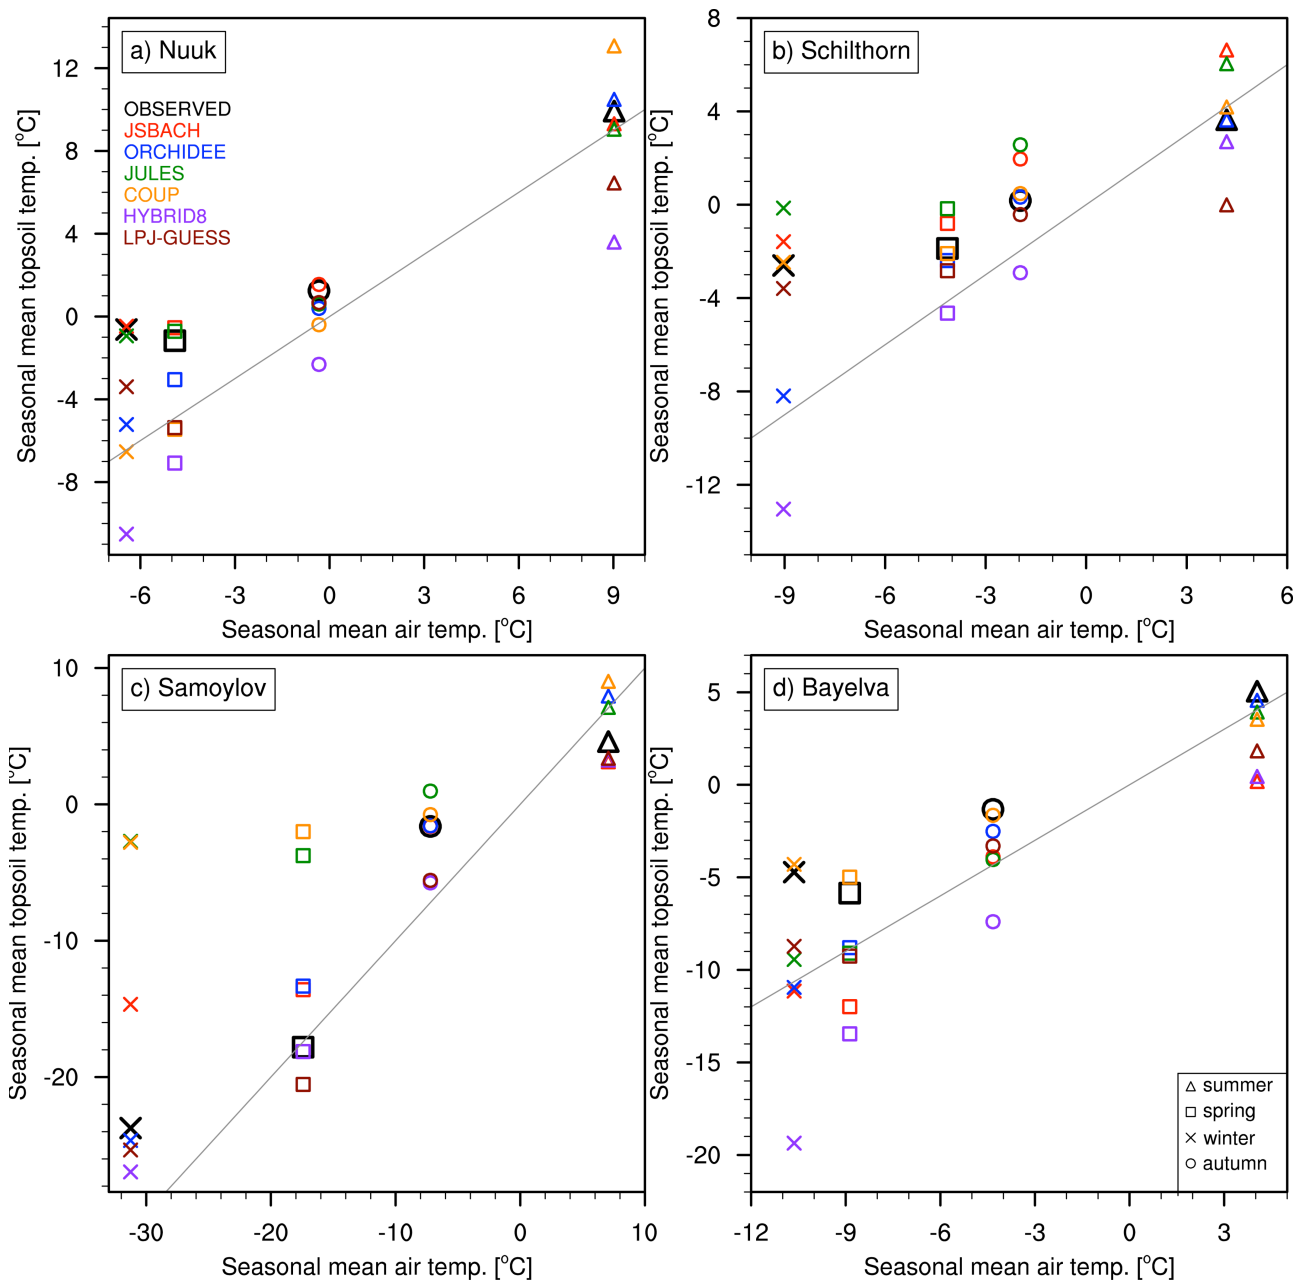 a) Nuuk
OBSERVED
JSBACH
ORCHIDEE
JULES
COUP
HYBRID8
LPJ-GUESS
12
8
4
0
-4
-8
-6
-3
0
3
6
9
Seasonal mean topsoil temp. [°C]
Seasonal mean air temp. [°C]
b) Schilthorn
8
4
0
-4
-8
-12
-9
-6
-3
0
3
6
Seasonal mean topsoil temp. [°C]
Seasonal mean air temp. [°C]
c) Samoylov
10
0
-10
-20
-30
-20
-10
0
10
Seasonal mean topsoil temp. [°C]
Seasonal mean air temp. [°C]
d) Bayelva
5
0
-5
-10
-15
-20
-12
-9
-6
-3
0
3
Seasonal mean topsoil temp. [°C]
Seasonal mean air temp. [°C]
summer
spring
winter
autumn